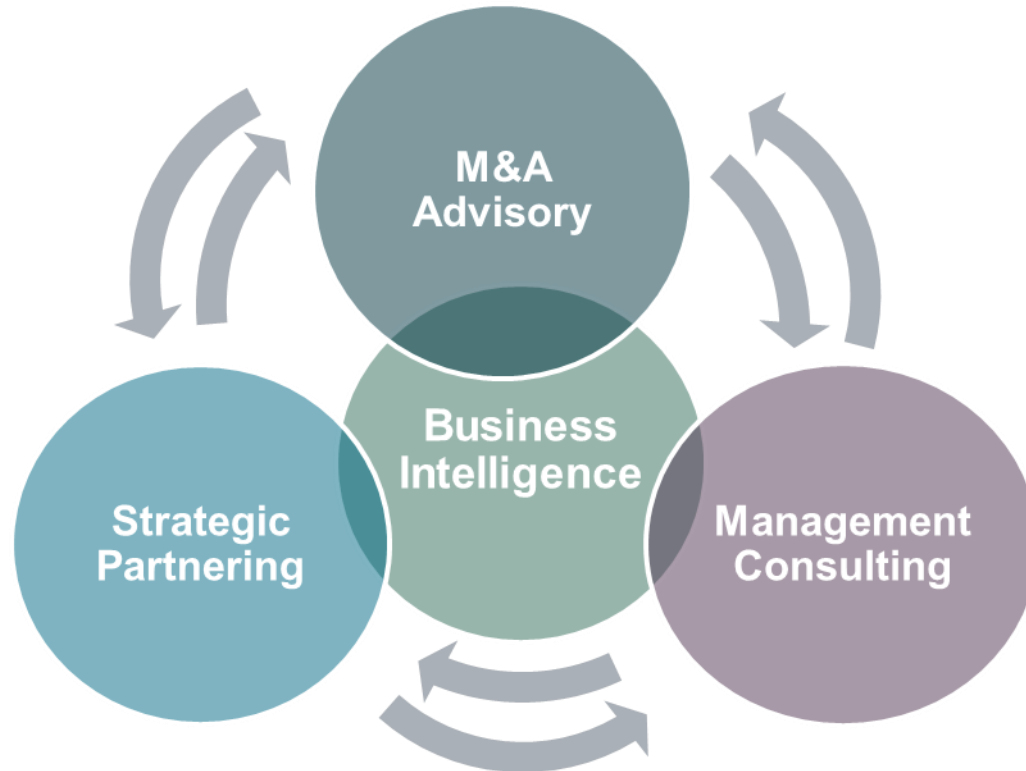 M&A
Advisory
Business
Intelligence
Strategic
Partnering
Management
Consulting